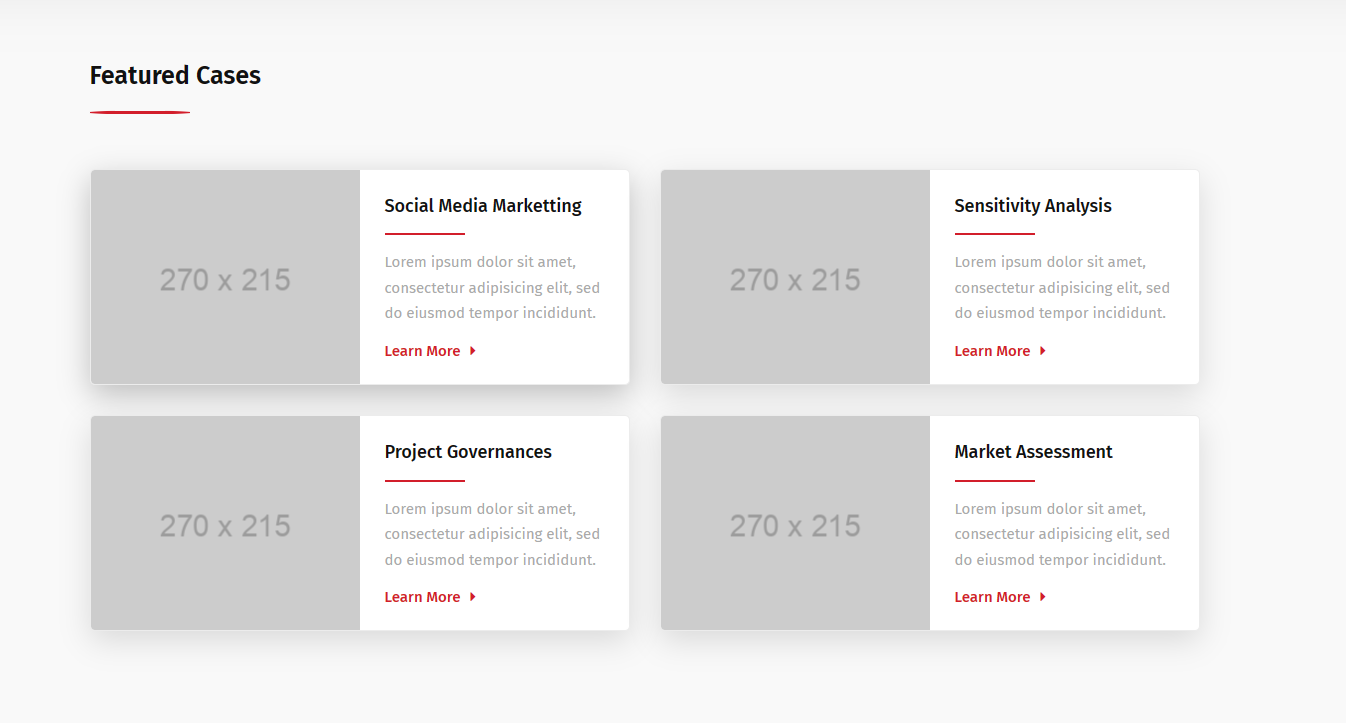 Featured Cases
270 x 215
Social Media Marketting
Lorem ipsum dolor sit amet,
consectetur adipisicing elit, sed
do eiusmod tempor incididunt.
Learn More
270 x 215
Sensitivity Analysis
Lorem ipsum dolor sit amet,
consectetur adipisicing elit, sed
do eiusmod tempor incididunt.
Learn More
270 x 215
Project Governances
Lorem ipsum dolor sit amet,
consectetur adipisicing elit, sed
do eiusmod tempor incididunt.
Learn More
270 x 215
Market Assessment
Lorem ipsum dolor sit amet,
consectetur adipisicing elit, sed
do eiusmod tempor incididunt.
Learn More